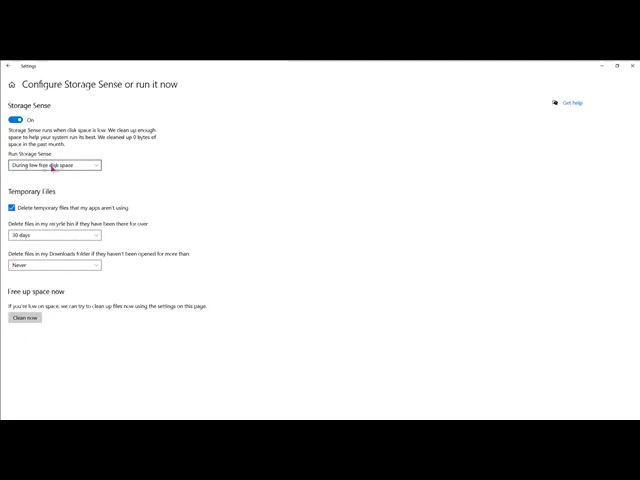 Settings
Configure Storage Sense or run it now
Storage Sense
Get help
On
Storage Sense runs when disk space is low. We clean up enough
space to help your system run its best. We cleaned up 0 bytes of
space in the past month.
Run Storage Sense
During low free disk space
Temporary Files
Delete temporary files that my apps aren't using
Delete files in my recycle bin if they have been there for over:
30 days
Delete files in my Downloads folder if they haven't been opened for more than:
Never
Free up space now
If you're low on space, we can try to clean up files now using the settings on this page.
Clean now